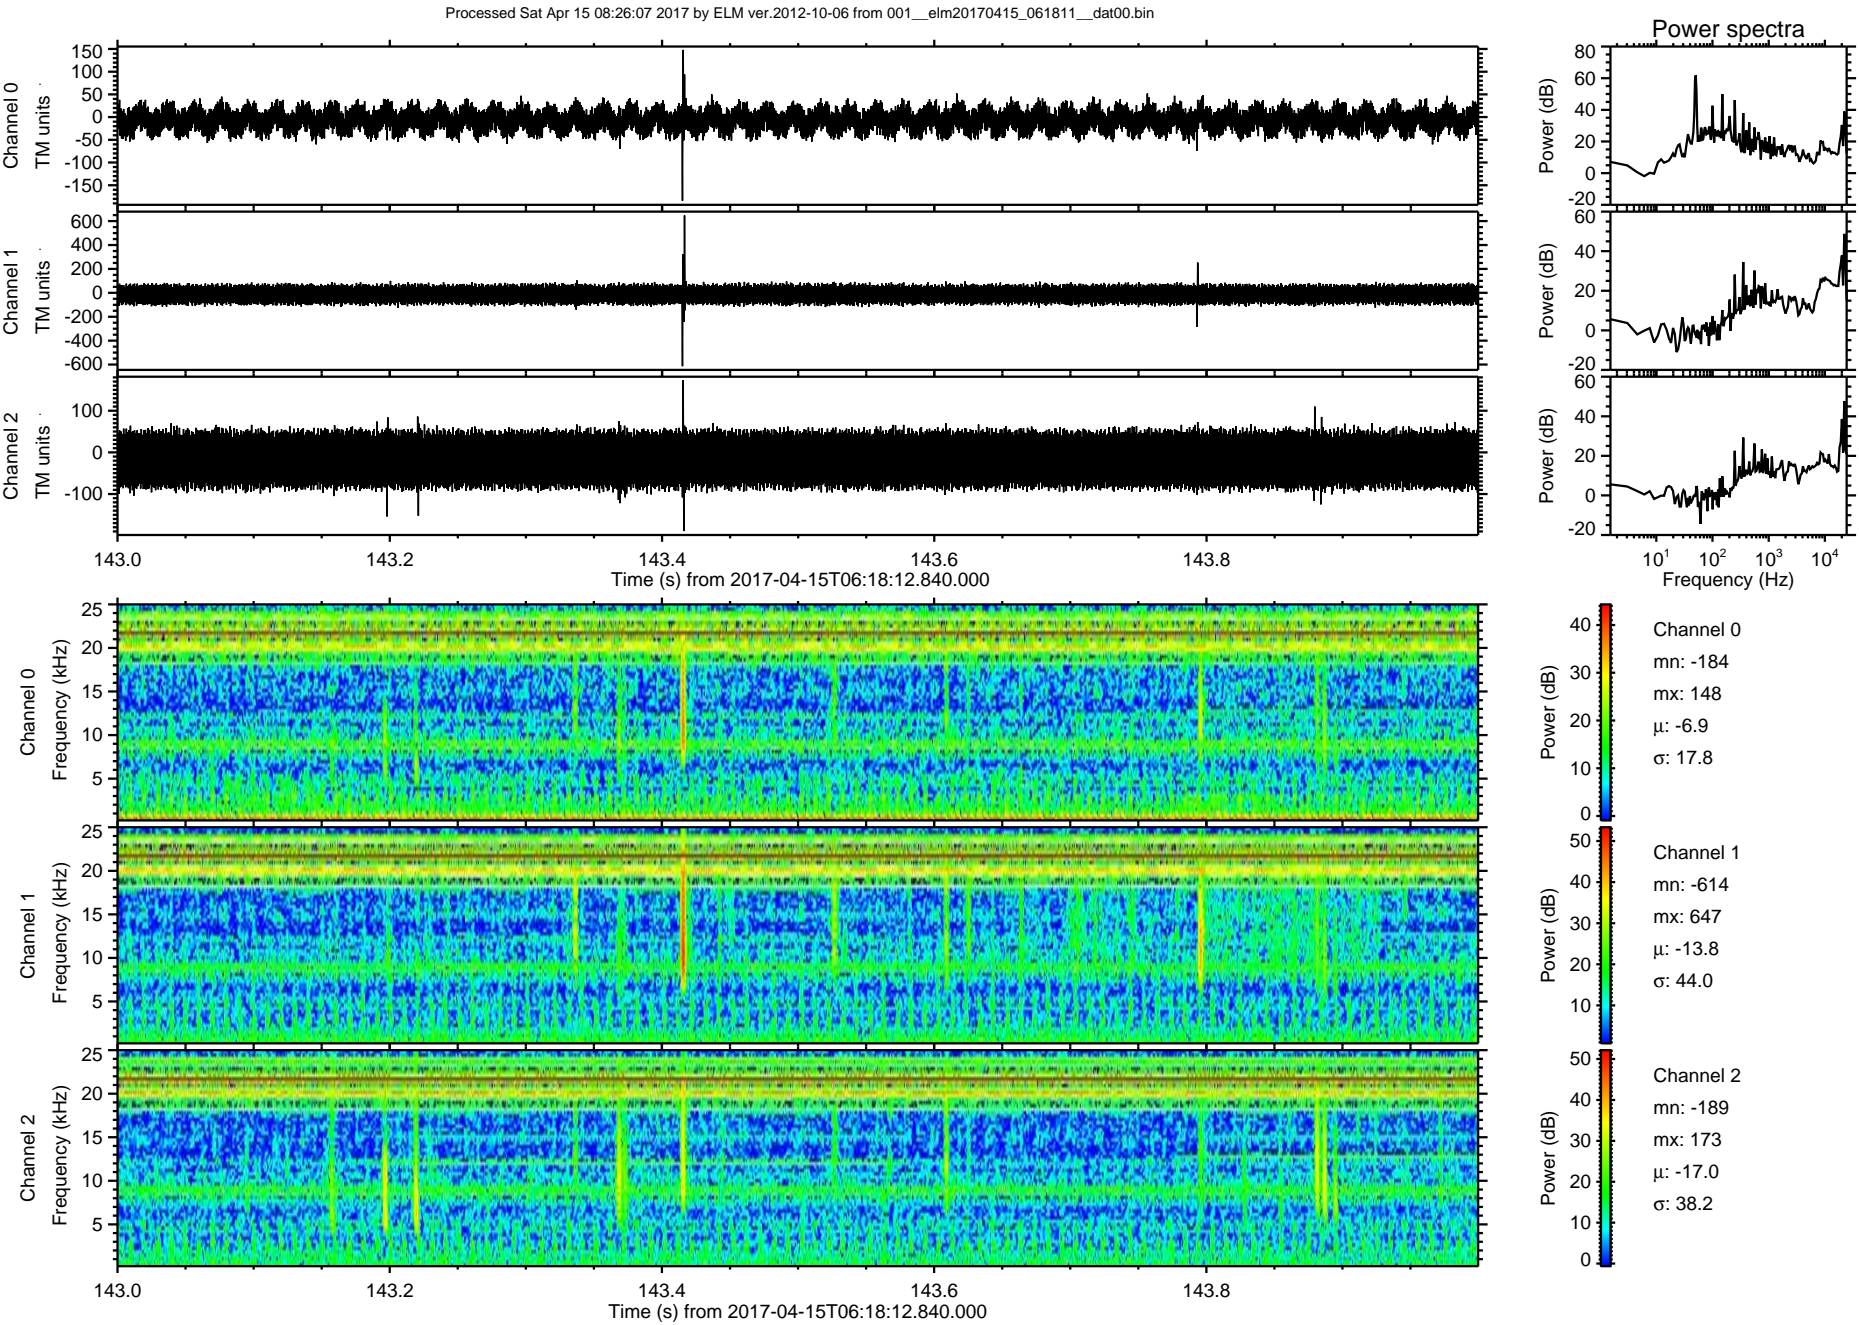 Processed Sat Apr 15 08:26:07 2017 by ELM ver.2012-10-06 from 001__elm20170415_061811__dat00.bin
Power spectra
Channel 0
TM units
150
100
50
0
-50
-100
-150
Power (dB)
80
60
40
20
0
-20
Channel 1
TM units
600
400
200
0
-200
-400
-600
Power (dB)
60
40
20
0
-20
Channel 2
TM units
100
0
-100
Power (dB)
60
40
20
0
-20
143.0 143.2 143.4 143.6 143.8
Time (s) from 2017-04-15T06:18:12.840.000
10^1 10^2 10^3 10^4
Frequency (Hz)
Channel 0
Frequency (kHz)
25
20
15
10
5
Power (dB)
40
30
20
10
0
Channel 0
mn: -184
mx: 148
μ: -6.9
σ: 17.8
Channel 1
Frequency (kHz)
25
20
15
10
5
Power (dB)
50
40
30
20
10
Channel 1
mn: -614
mx: 647
μ: -13.8
σ: 44.0
Channel 2
Frequency (kHz)
25
20
15
10
5
Power (dB)
50
40
30
20
10
0
Channel 2
mn: -189
mx: 173
μ: -17.0
σ: 38.2
143.0 143.2 143.4 143.6 143.8
Time (s) from 2017-04-15T06:18:12.840.000